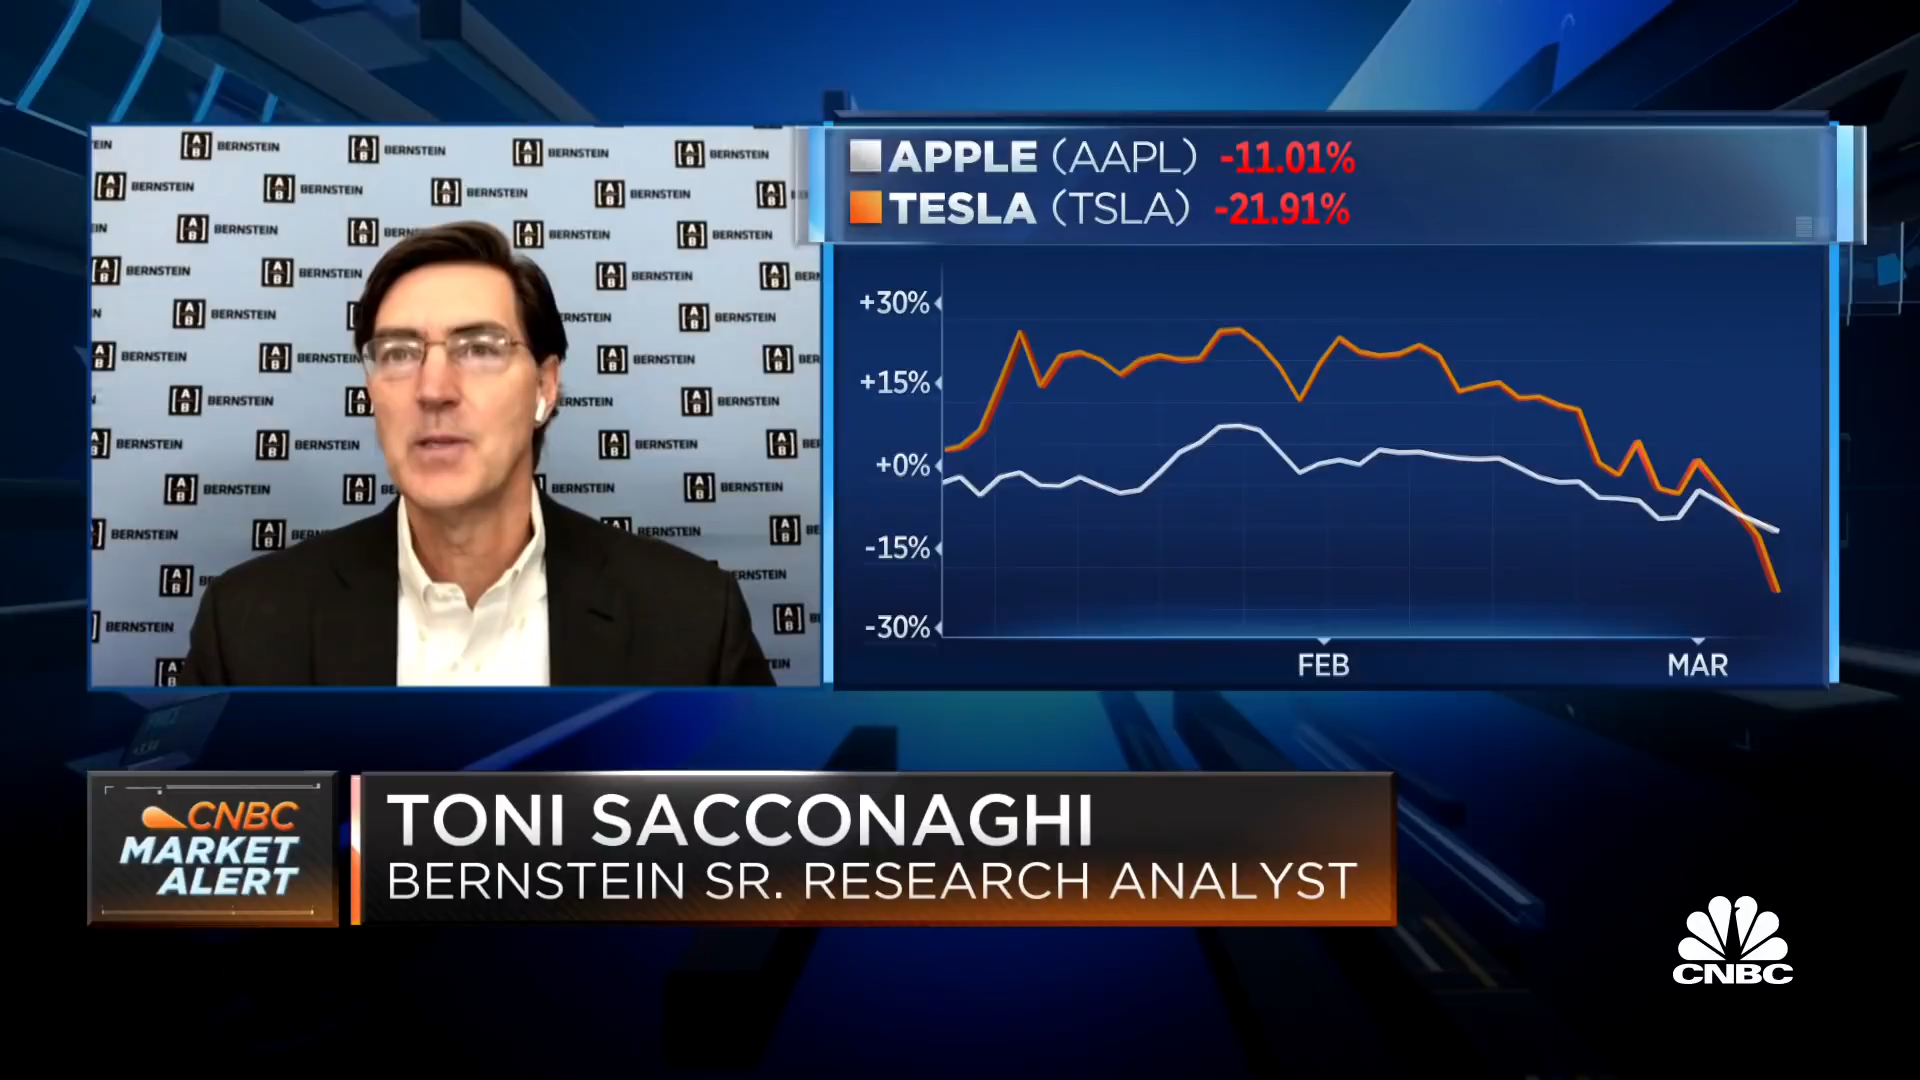 APPLE (AAPL) -11.01%
TESLA (TSLA) -21.91%
+30%
+15%
+0%
-15%
-30%
FEB
MAR
BERNSTEIN
CNBC
MARKET
ALERT
TONI SACCONAGHI
BERNSTEIN SR. RESEARCH ANALYST
CNBC